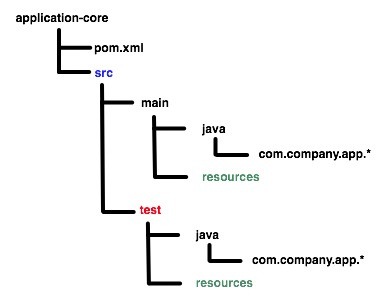 application-core
pom.xml
src
main
java
com.company.app.*
resources
test
java
com.company.app.*
resources